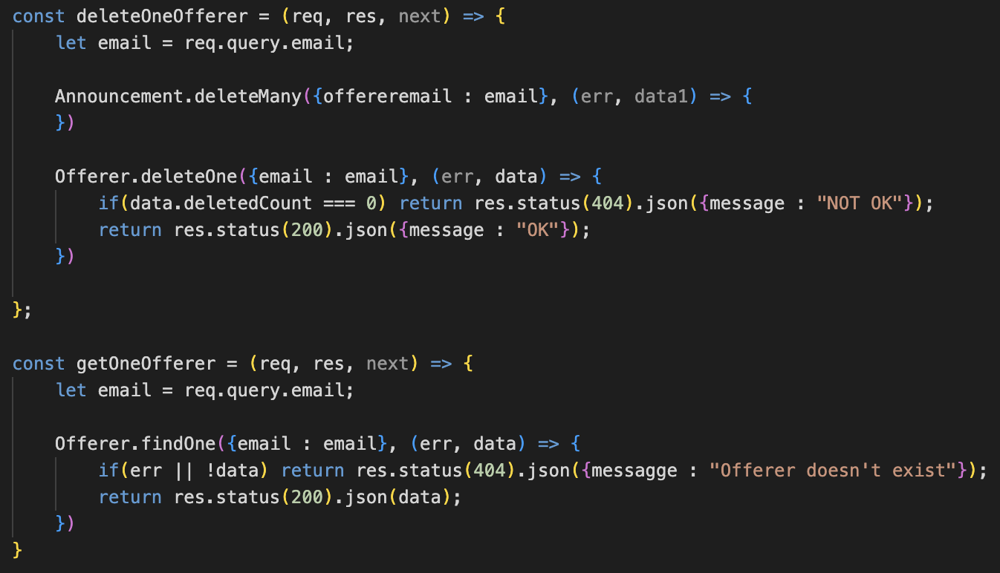 const deleteOneOfferer = (req, res, next) => {
    let email = req.query.email;

    Announcement.deleteMany({offereremail : email}, (err, data1) => {
    })

    Offerer.deleteOne({email : email}, (err, data) => {
        if(data.deletedCount === 0) return res.status(404).json({message : "NOT OK"});
        return res.status(200).json({message : "OK"});
    })

};

const getOneOfferer = (req, res, next) => {
    let email = req.query.email;

    Offerer.findOne({email : email}, (err, data) => {
        if(err || !data) return res.status(404).json({messagge : "Offerer doesn't exist"});
        return res.status(200).json(data);
    })
}